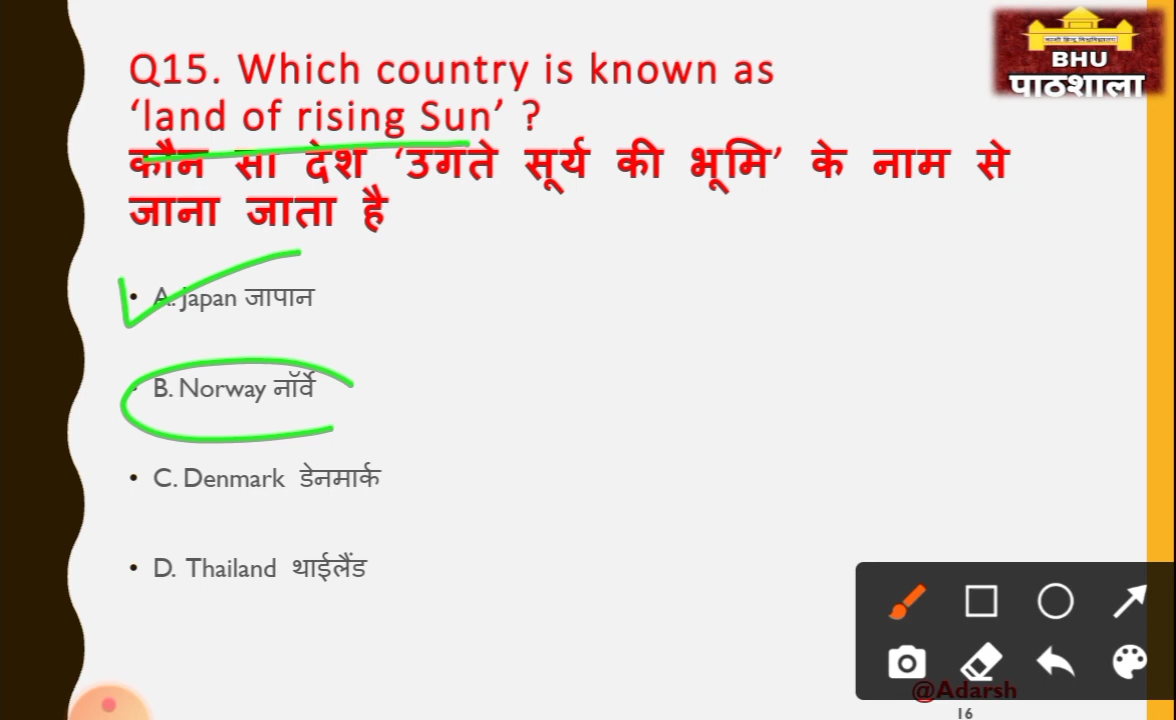 Q15. Which country is known as
‘land of rising Sun’ ?
कौन सा देश ‘उगते सूर्य की भूमि’ के नाम से
जाना जाता है
• A. Japan जापान
• B. Norway नॉर्वे
• C. Denmark डेनमार्क
• D. Thailand थाईलैंड
BHU
पाठशाला
@Adarsh
16